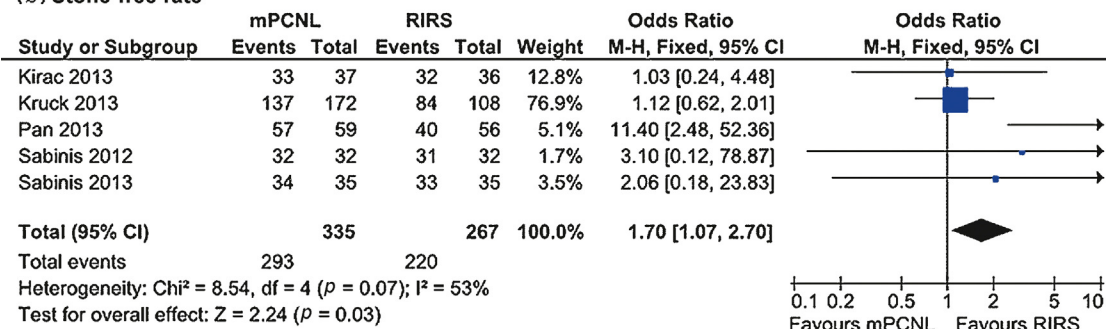 Stone free rate
mPCNL RIRS Odds Ratio Odds Ratio
Study or Subgroup Events Total Events Total Weight M-H, Fixed, 95% CI M-H, Fixed, 95% CI
Kirac 2013 33 37 32 36 12.8% 1.03 [0.24, 4.48]
Kruck 2013 137 172 84 108 76.9% 1.12 [0.62, 2.01]
Pan 2013 57 59 40 56 5.1% 11.40 [2.48, 52.36]
Sabinis 2012 32 32 31 32 1.7% 3.10 [0.12, 78.87]
Sabinis 2013 34 35 33 35 3.5% 2.06 [0.18, 23.83]
Total (95% CI) 335 267 100.0% 1.70 [1.07, 2.70]
Total events 293 220
Heterogeneity: Chi² = 8.54, df = 4 (p = 0.07); I² = 53%
Test for overall effect: Z = 2.24 (p = 0.03)
0.1 0.2 0.5 1 2 5 10
Favours mPCNL Favours RIRS